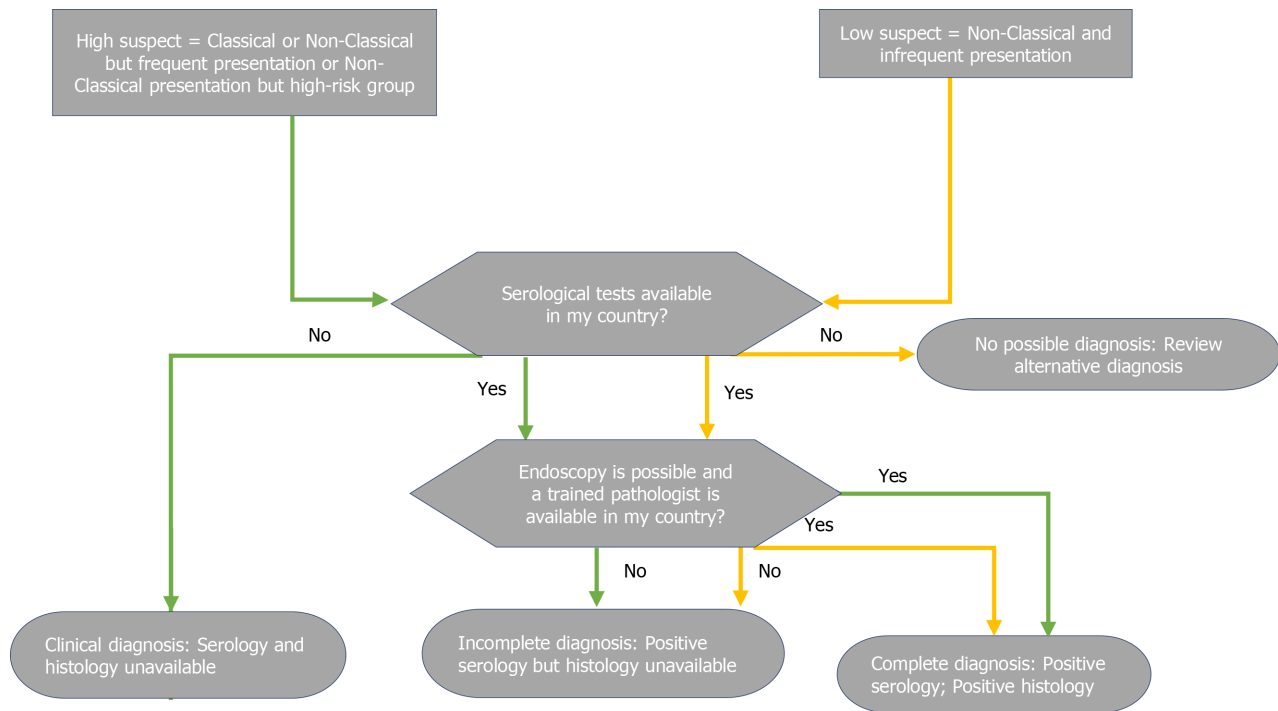 High suspect = Classical or Non-Classical
but frequent presentation or Non-
Classical presentation but high-risk group
Low suspect = Non-Classical and
infrequent presentation
Serological tests available
in my country?
No
No
No possible diagnosis: Review
alternative diagnosis
Yes
Yes
Endoscopy is possible and
a trained pathologist is
available in my country?
Yes
Yes
No
No
Clinical diagnosis: Serology and
histology unavailable
Incomplete diagnosis: Positive
serology but histology unavailable
Complete diagnosis: Positive
serology; Positive histology